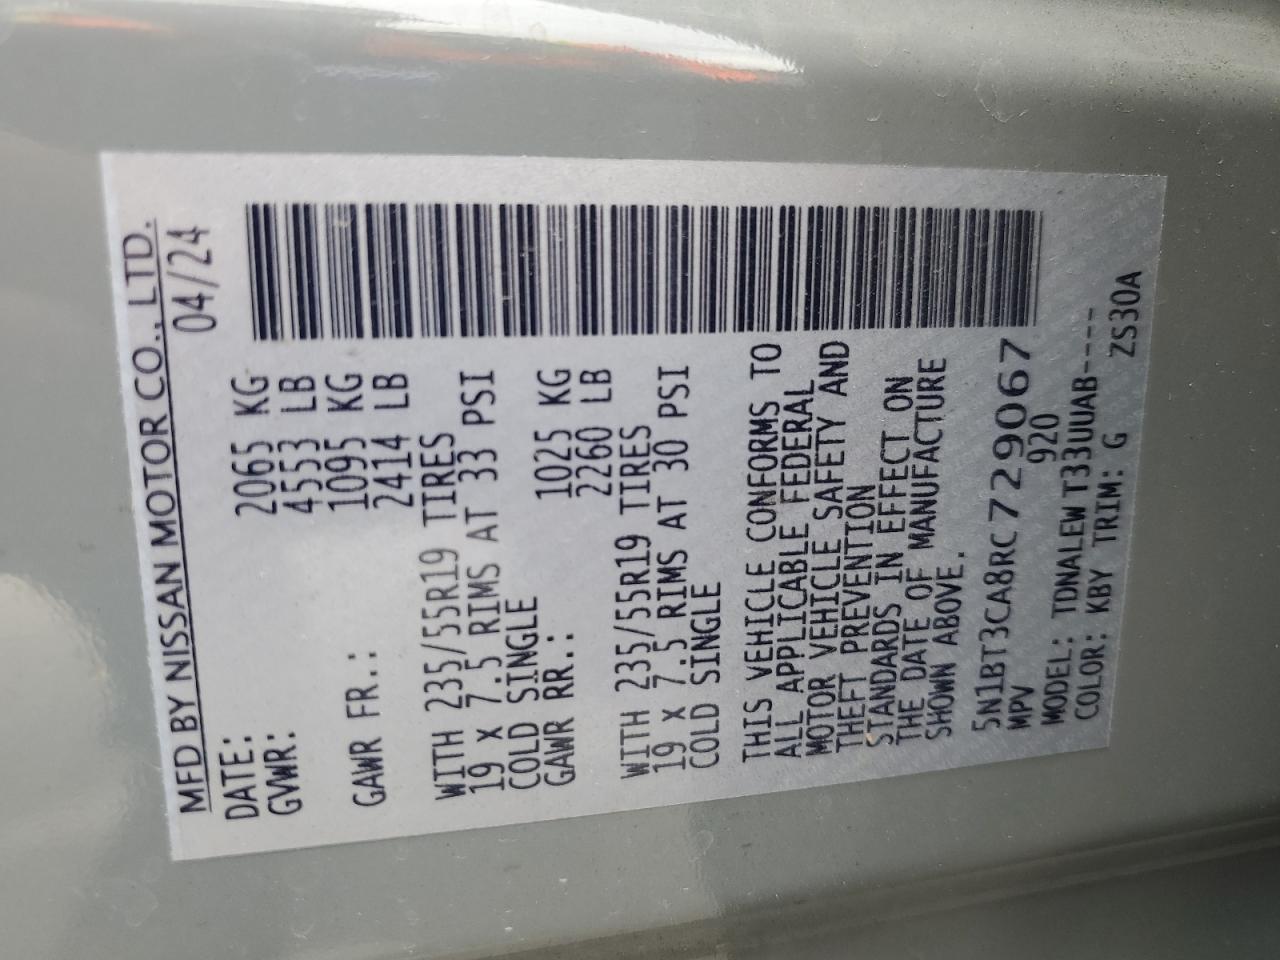 MFD BY NISSAN MOTOR CO., LTD.
DATE: 04/24
GVWR: 2065 KG
4553 LB
GAWR FR.: 1095 KG
2414 LB
WITH 235/55R19 TIRES
19 X 7.5 RIMS AT 33 PSI
COLD SINGLE
GAWR RR.: 1025 KG
2260 LB
WITH 235/55R19 TIRES
19 X 7.5 RIMS AT 30 PSI
COLD SINGLE
THIS VEHICLE CONFORMS TO
ALL APPLICABLE FEDERAL
MOTOR VEHICLE SAFETY AND
THEFT PREVENTION
STANDARDS IN EFFECT ON
THE DATE OF MANUFACTURE
SHOWN ABOVE.
5N1BT3CA8RC729067
MPV 920
MODEL: TDNALEW T33UUAB----
COLOR: KBY TRIM: G ZS30A